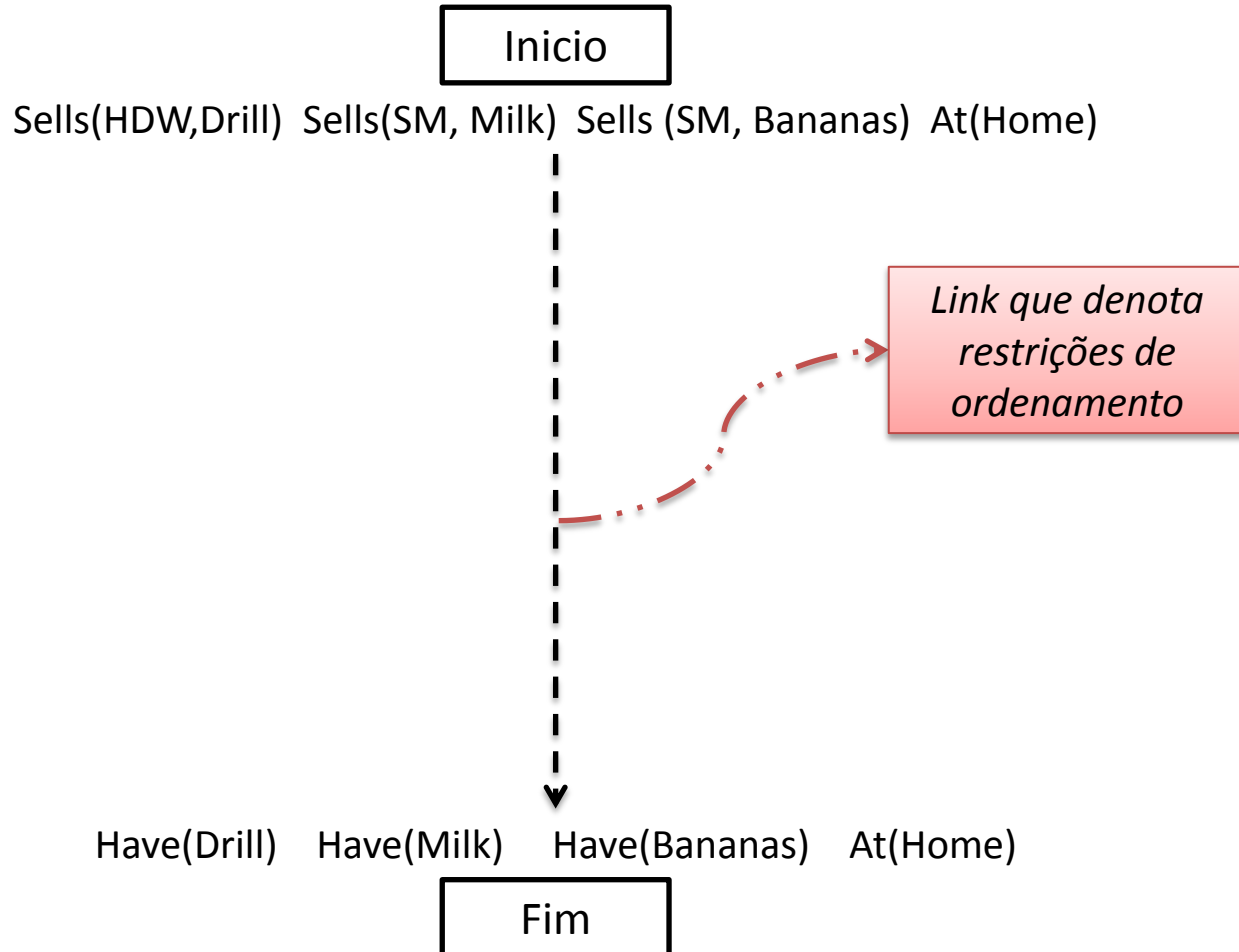 Inicio
Sells(HDW,Drill) Sells(SM, Milk) Sells (SM, Bananas) At(Home)
Link que denota
restrições de
ordenamento
Have(Drill) Have(Milk) Have(Bananas) At(Home)
Fim